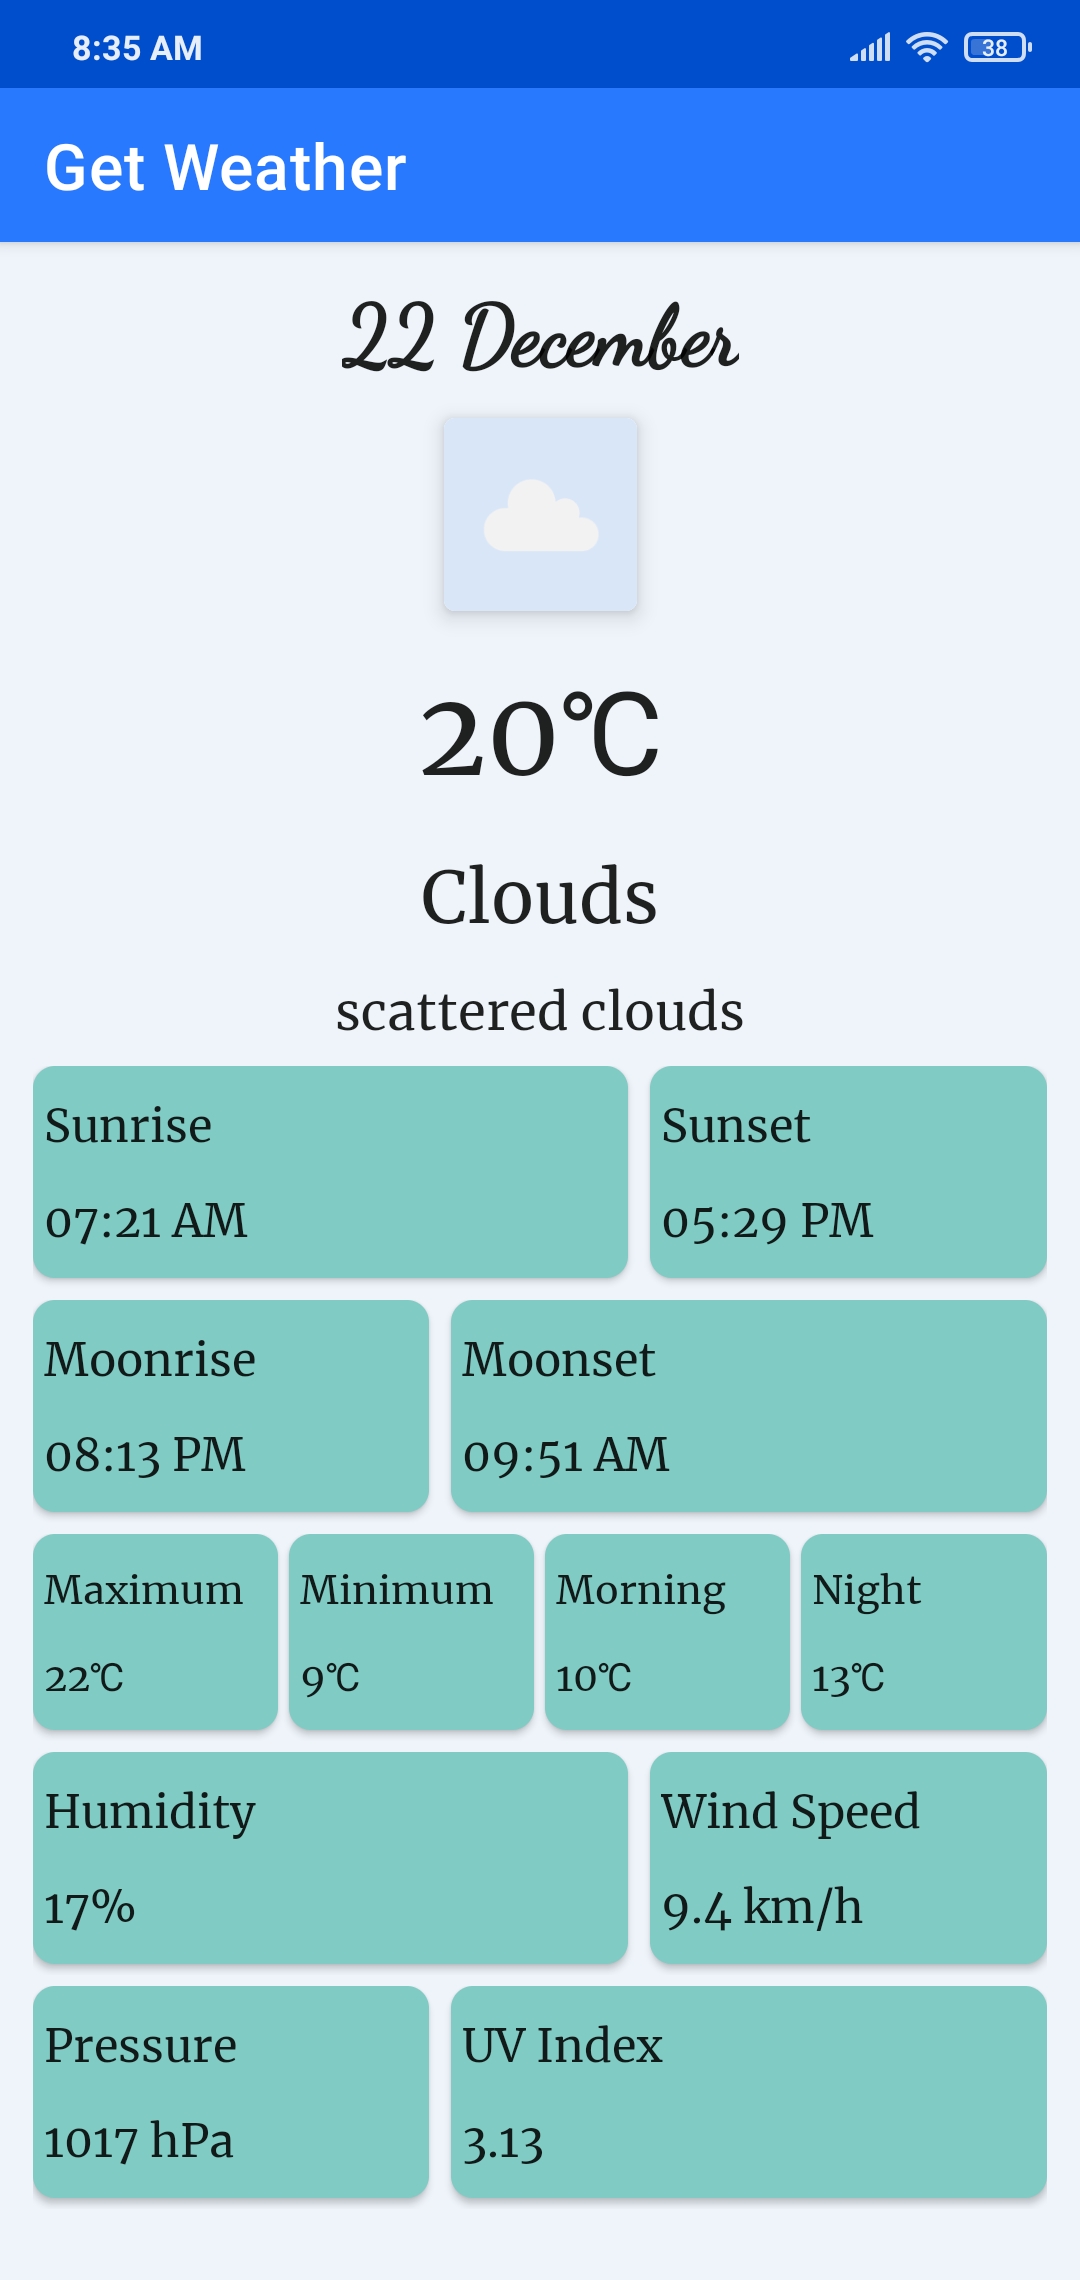 8:35 AM
38
Get Weather
22 December
20℃
Clouds
scattered clouds
Sunrise
07:21 AM
Sunset
05:29 PM
Moonrise
08:13 PM
Moonset
09:51 AM
Maximum
22℃
Minimum
9℃
Morning
10℃
Night
13℃
Humidity
17%
Wind Speed
9.4 km/h
Pressure
1017 hPa
UV Index
3.13